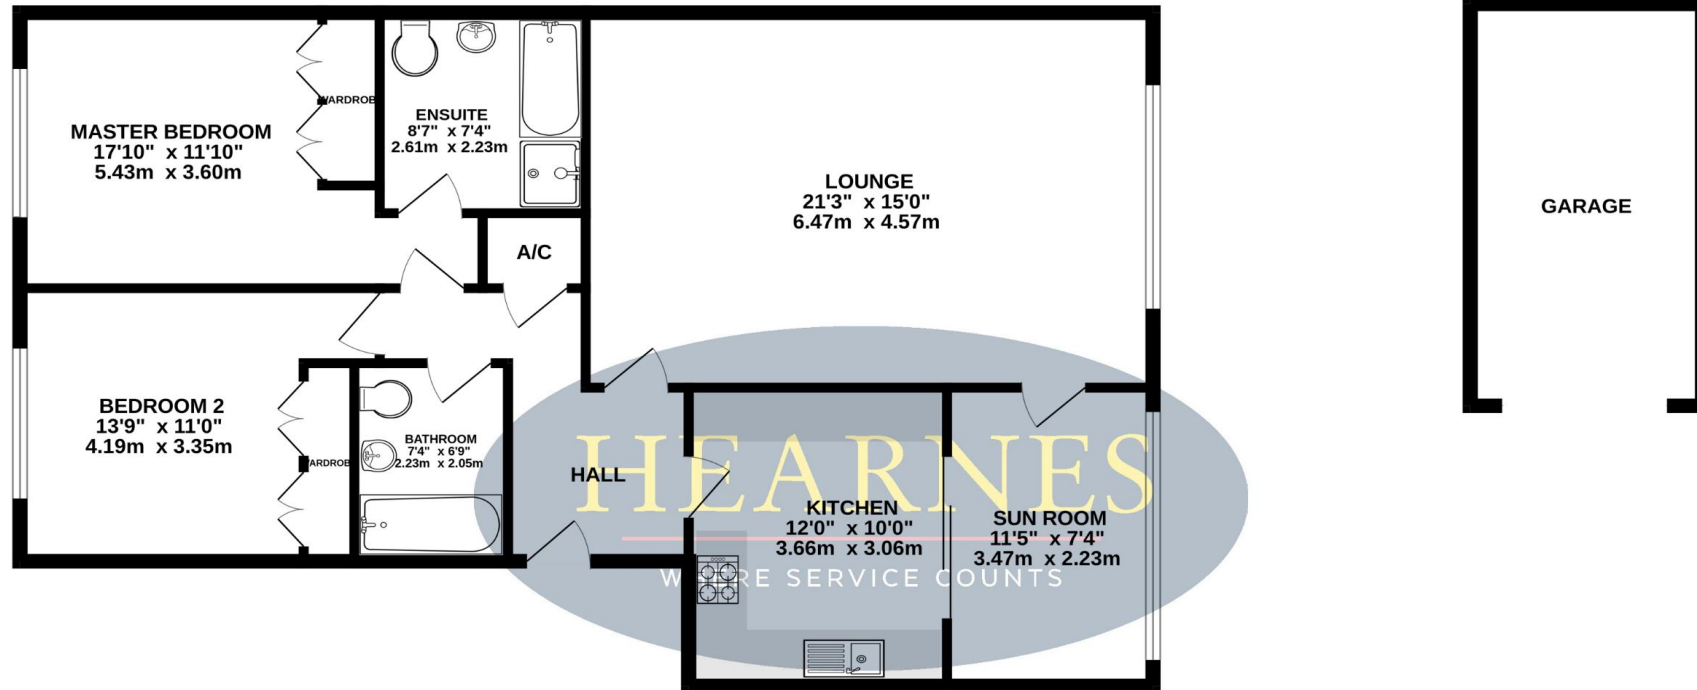 MASTER BEDROOM
17'10" x 11'10"
5.43m x 3.60m
WARDROB
ENSUITE
8'7" x 7'4"
2.61m x 2.23m
A/C
LOUNGE
21'3" x 15'0"
6.47m x 4.57m
GARAGE
BEDROOM 2
13'9" x 11'0"
4.19m x 3.35m
ARDROB
BATHROOM
7'4" x 6'9"
2.23m x 2.05m
HALL
HEARNES
KITCHEN
12'0" x 10'0"
3.66m x 3.06m
SUN ROOM
11'5" x 7'4"
3.47m x 2.23m
WHERE SERVICE COUNTS